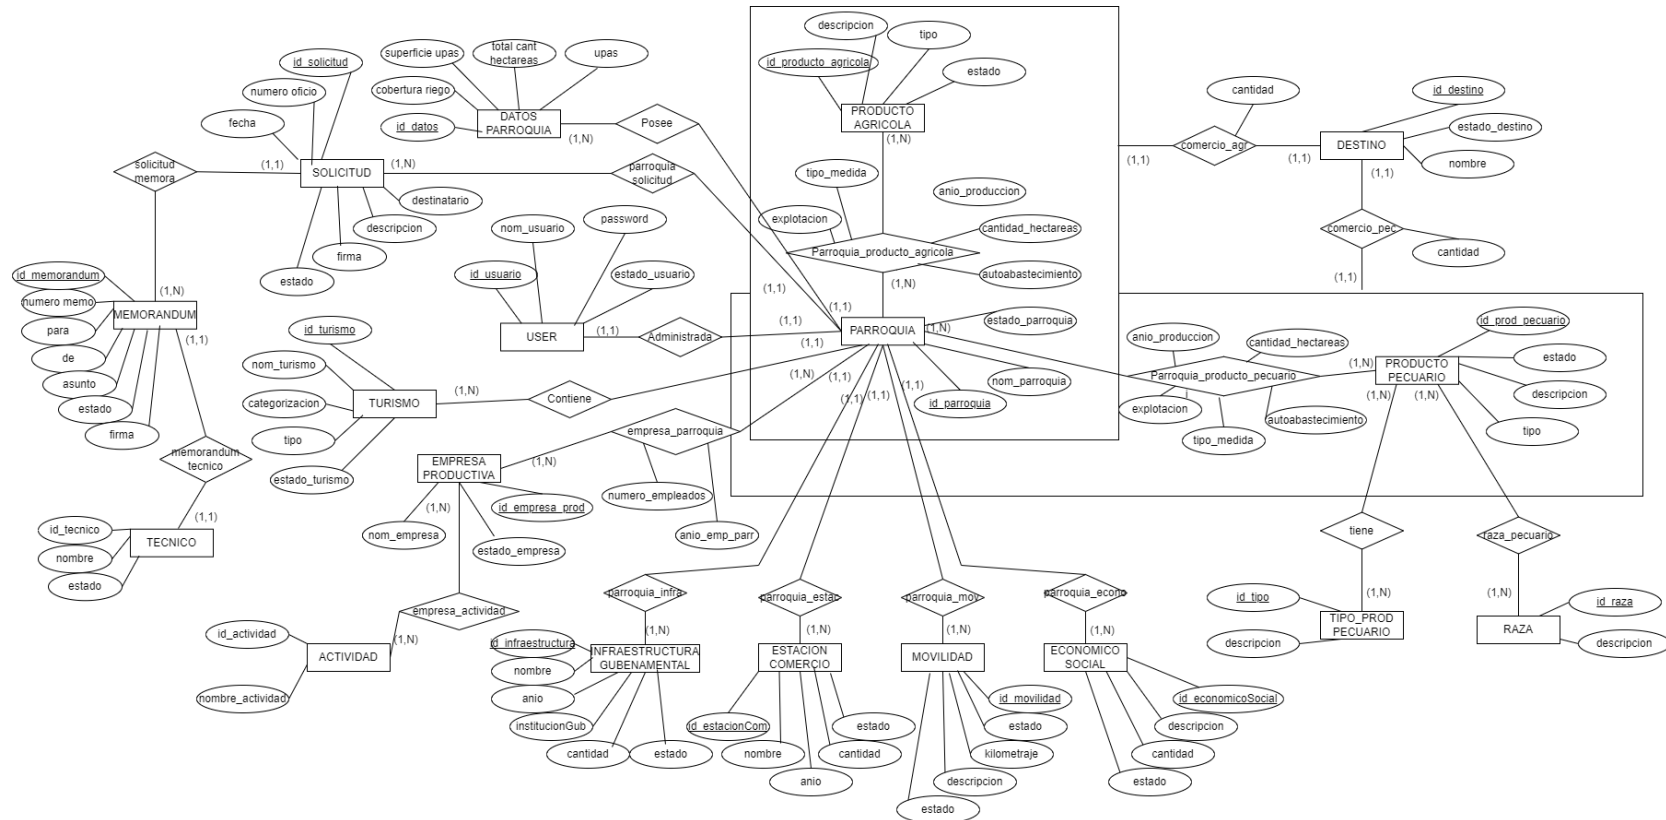 descripcion
tipo
id_producto_agricola
estado
PRODUCTO
AGRICOLA
(1,N)
superficie upas
total cant
hectareas
upas
cobertura riego
id_datos
DATOS
PARROQUIA
(1,N)
Posee
id_solicitud
numero oficio
fecha
solicitud
memora
(1,1)
SOLICITUD
(1,N)
parroquia
solicitud
destinatario
descripcion
firma
estado
cantidad
comercio_agr
(1,1)
(1,1)
id_destino
estado_destino
nombre
DESTINO
(1,1)
comercio_pec
cantidad
(1,1)
tipo_medida
anio_produccion
explotacion
cantidad_hectareas
Parroquia_producto_agricola
autoabastecimiento
(1,N)
nom_usuario
password
id_usuario
estado_usuario
USER
(1,1)
Administrada
(1,1)
(1,1)
(1,1)
(1,1)
PARROQUIA
(1,N)
estado_parroquia
nom_parroquia
id_parroquia
id_memorandum
numero memo
(1,N)
MEMORANDUM
para
de
asunto
estado
firma
(1,1)
memorandum
tecnico
(1,1)
id_tecnico
nombre
estado
TECNICO
id_turismo
nom_turismo
categorizacion
tipo
estado_turismo
TURISMO
(1,N)
Contiene
(1,N)
(1,1)
(1,1)
(1,1)
(1,1)
empresa_parroquia
numero_empleados
anio_emp_parr
EMPRESA
PRODUCTIVA
(1,N)
id_empresa_prod
(1,N)
nom_empresa
estado_empresa
empresa_actividad
(1,N)
id_actividad
ACTIVIDAD
nombre_actividad
anio_produccion
cantidad_hectareas
Parroquia_producto_pecuario
explotacion
tipo_medida
autoabastecimiento
(1,N)
id_prod_pecuario
estado
PRODUCTO
PECUARIO
descripcion
tipo
(1,N)
(1,N)
tiene
raza_pecuario
(1,N)
(1,N)
id_tipo
TIPO_PROD
PECUARIO
descripcion
id_raza
RAZA
descripcion
parroquia_infra
parroquia_estac
parroquia_mov
parroquia_econo
(1,N)
(1,N)
(1,N)
(1,N)
id_infraestructura
INFRAESTRUCTURA
GUBENAMENTAL
nombre
anio
institucionGub
cantidad
estado
ESTACION
COMERCIO
id_estacionCom
nombre
anio
cantidad
estado
MOVILIDAD
id_movilidad
estado
kilometraje
descripcion
estado
ECONOMICO
SOCIAL
id_economicoSocial
descripcion
cantidad
estado